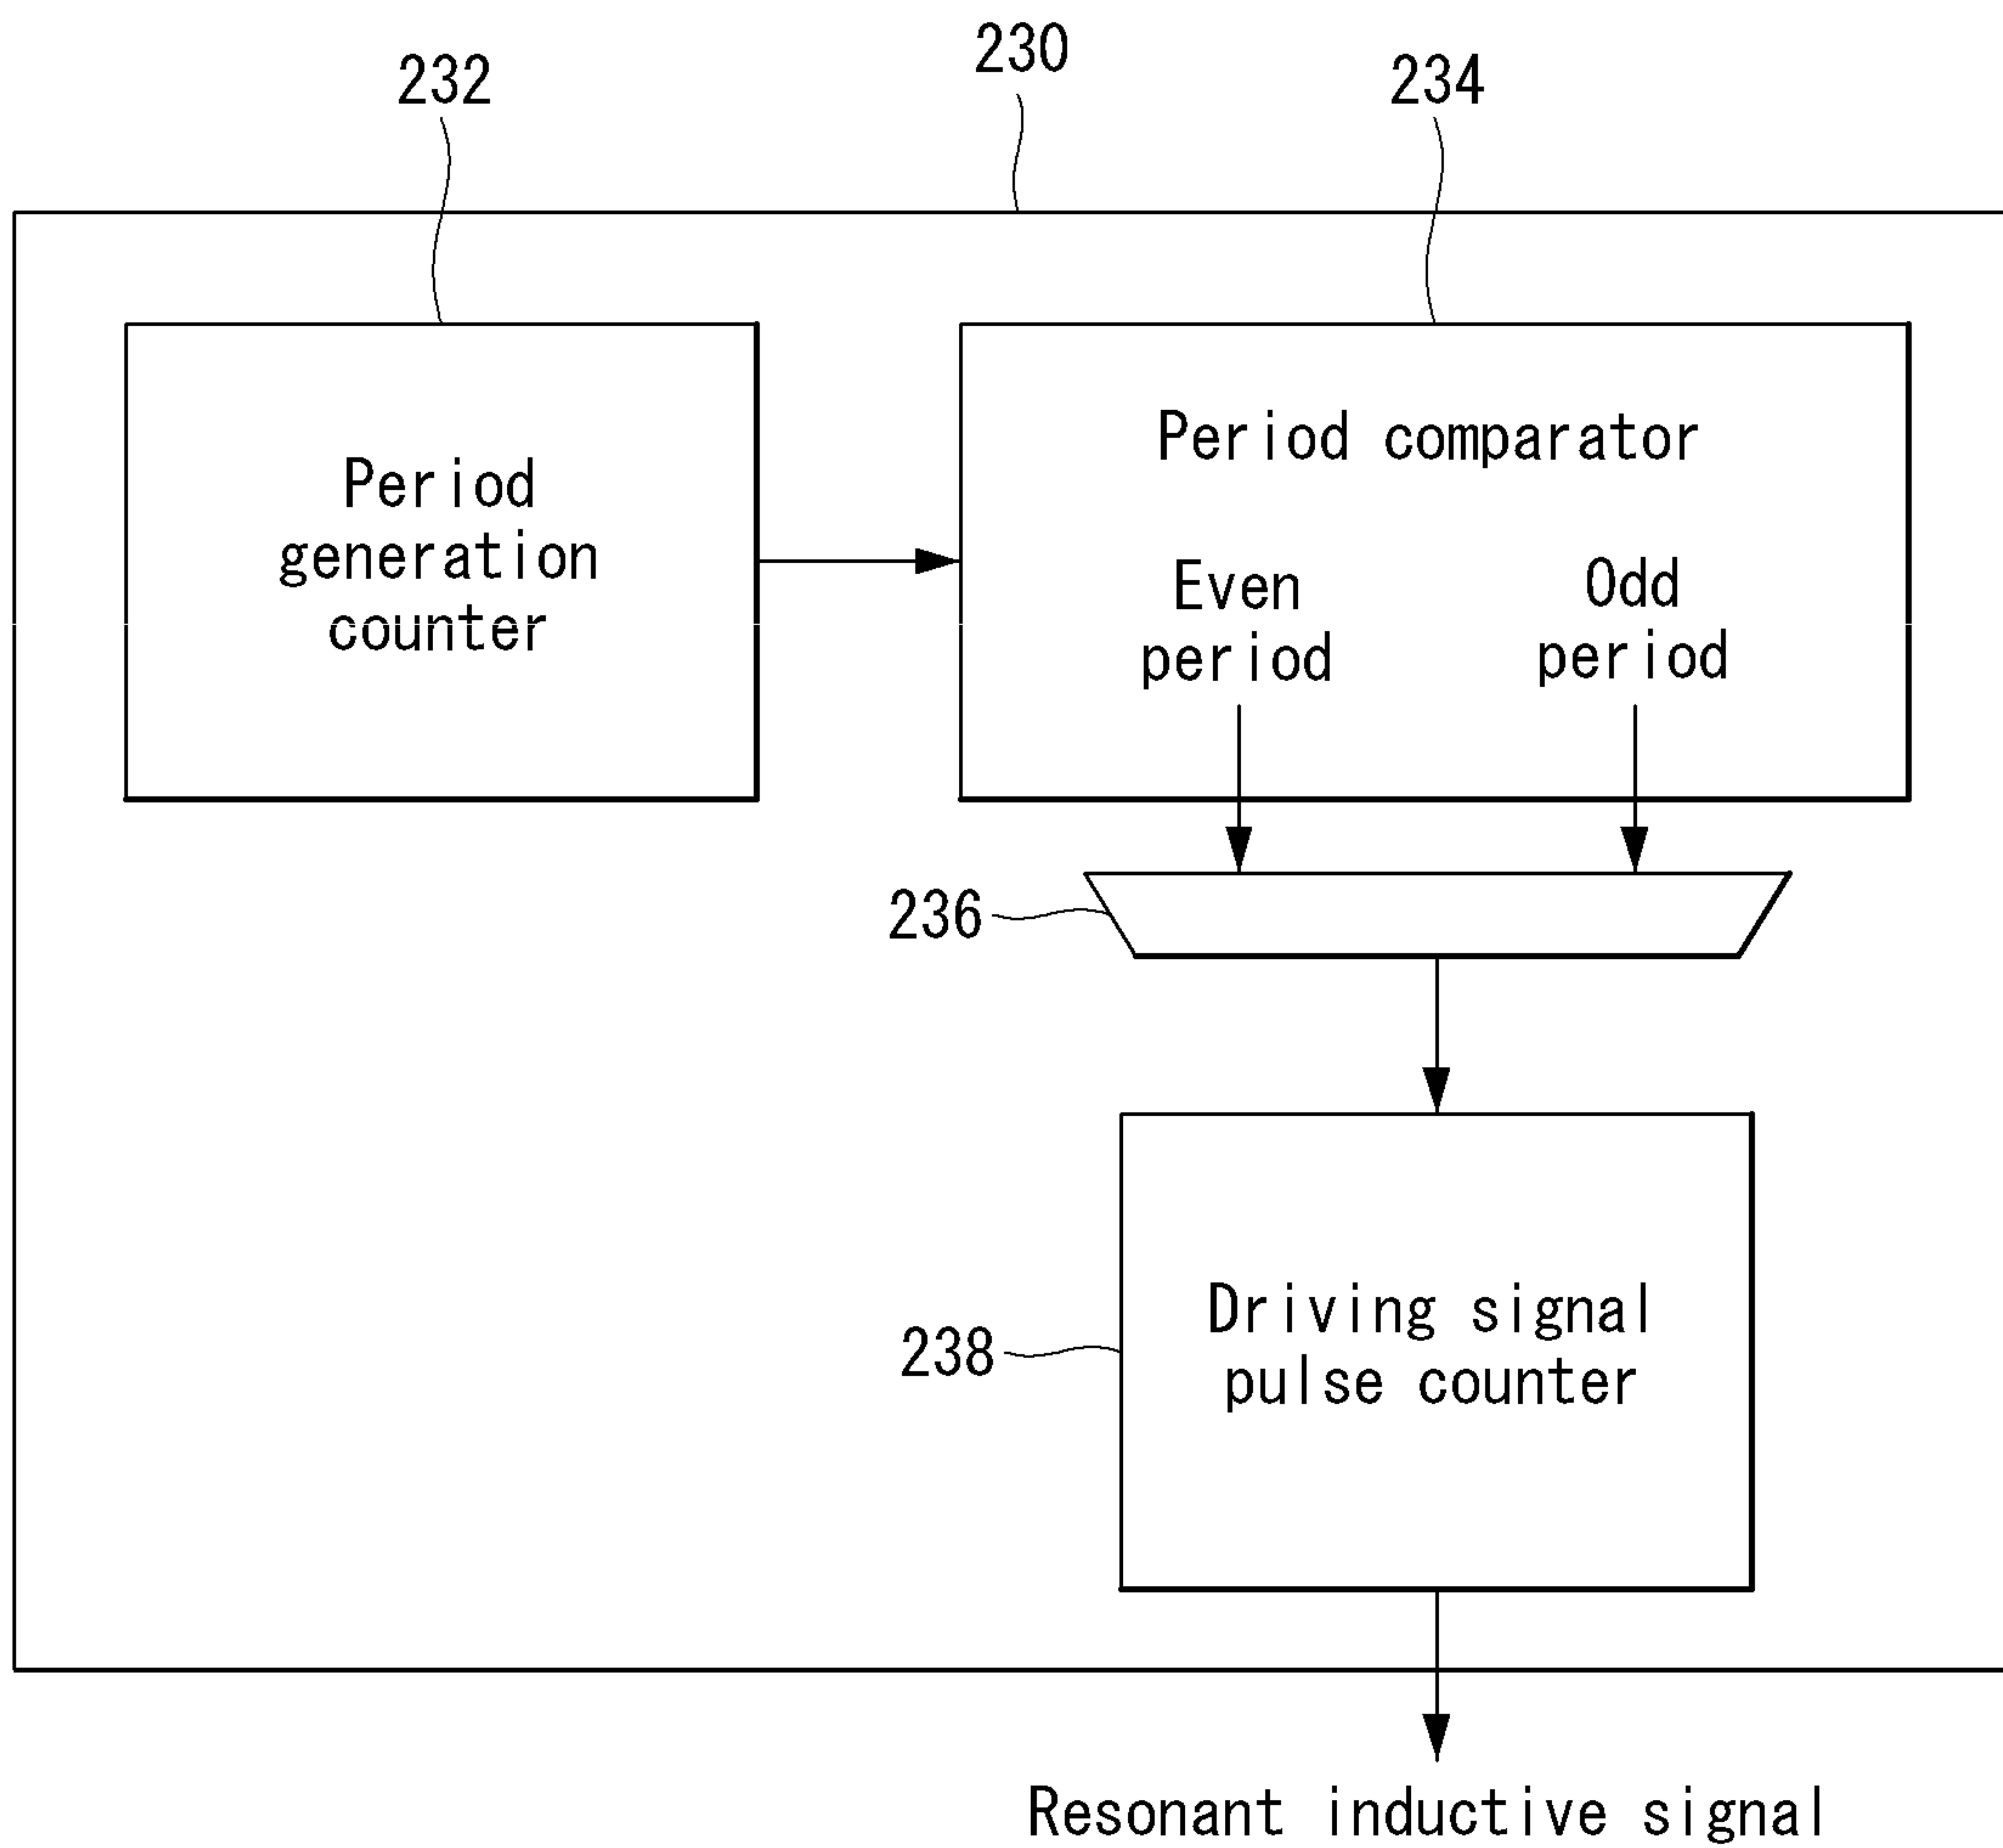 230
232
234
Period
generation
counter
Period comparator
Even
period
Odd
period
236
238
Driving signal
pulse counter
Resonant inductive signal